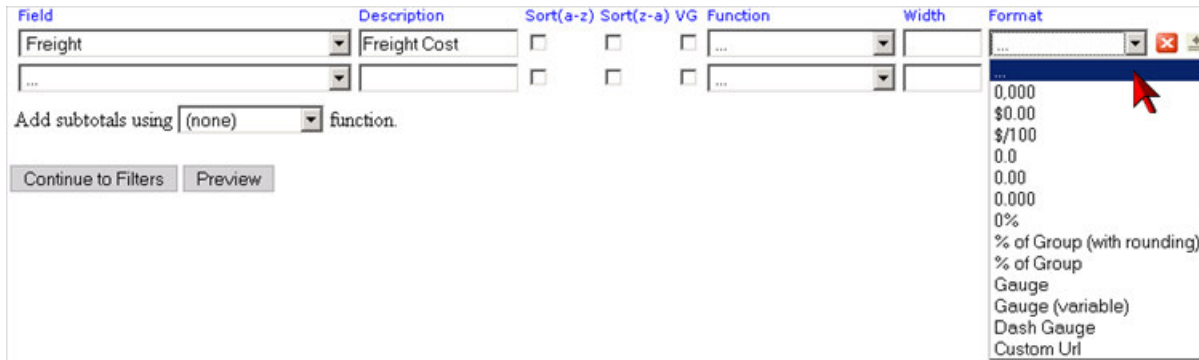 Field Description Sort(a-z) Sort(z-a) VG Function Width Format
Freight Freight Cost ... ...
... ... ...
0,000
Add subtotals using (none) function.
$0.00
$/100
0.0
Continue to Filters Preview
0.00
0.000
0%
% of Group (with rounding)
% of Group
Gauge
Gauge (variable)
Dash Gauge
Custom Url